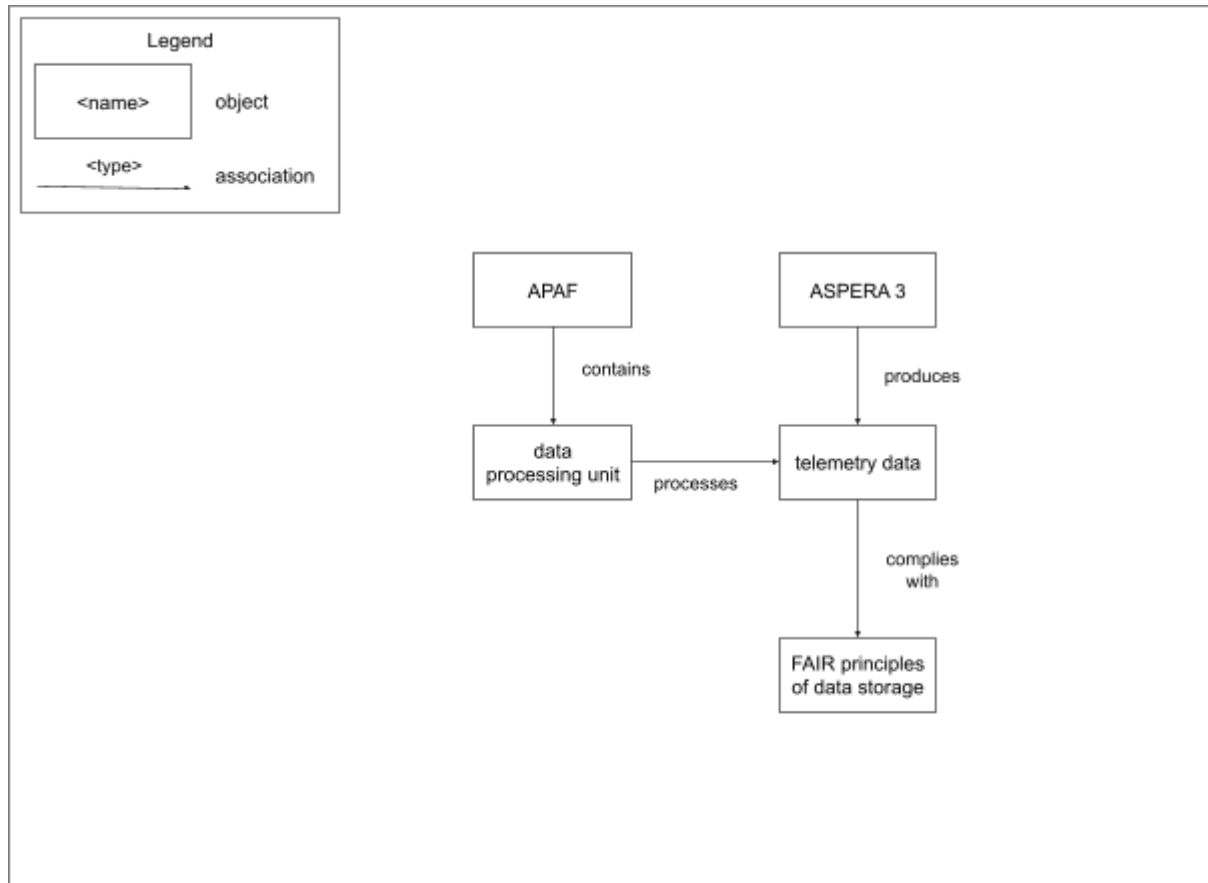 Legend
<name>
object
<type>
association
APAF
ASPERA 3
contains
produces
data
processing unit
processes
telemetry data
complies
with
FAIR principles
of data storage